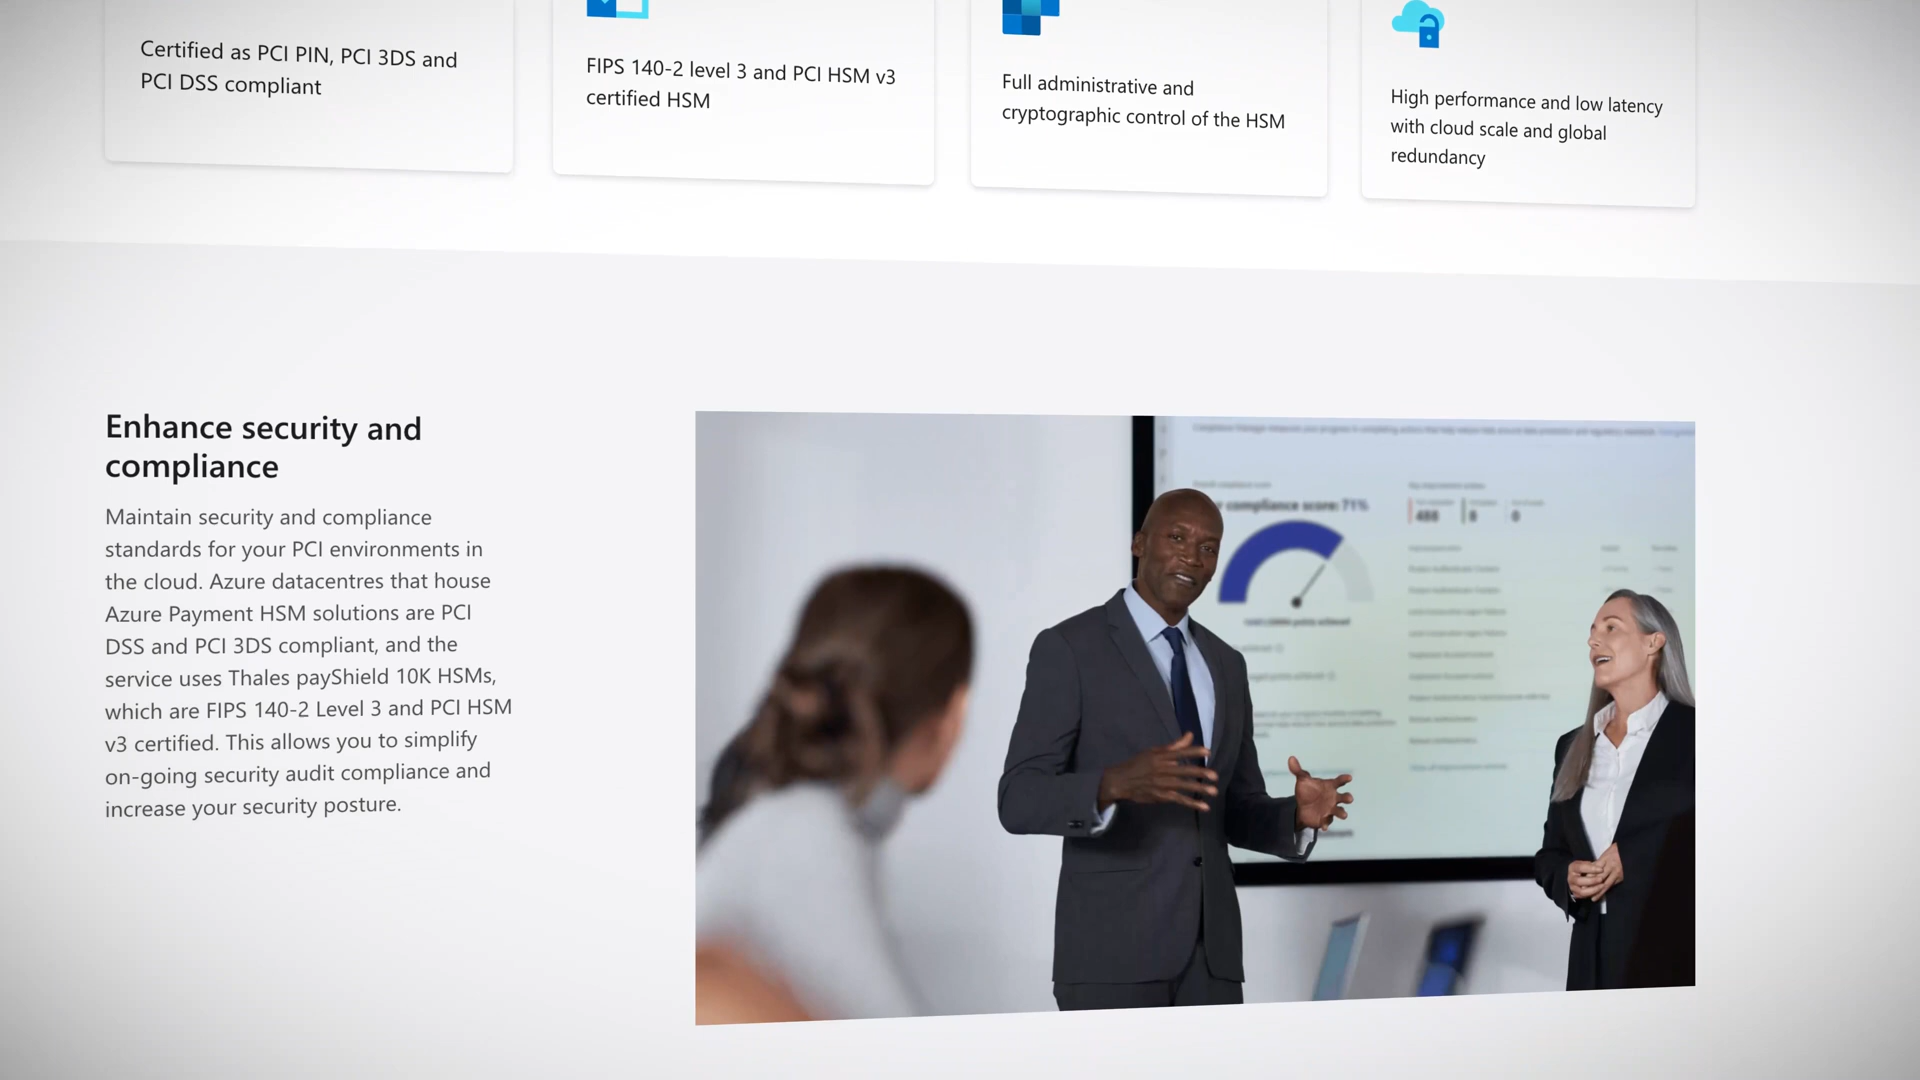 Certified as PCI PIN, PCI 3DS and
PCI DSS compliant
FIPS 140-2 level 3 and PCI HSM v3
certified HSM
Full administrative and
cryptographic control of the HSM
High performance and low latency
with cloud scale and global
redundancy
Enhance security and
compliance
Maintain security and compliance
standards for your PCI environments in
the cloud. Azure datacentres that house
Azure Payment HSM solutions are PCI
DSS and PCI 3DS compliant, and the
service uses Thales payShield 10K HSMs,
which are FIPS 140-2 Level 3 and PCI HSM
v3 certified. This allows you to simplify
on-going security audit compliance and
increase your security posture.
compliance score: 71%
488 8 0